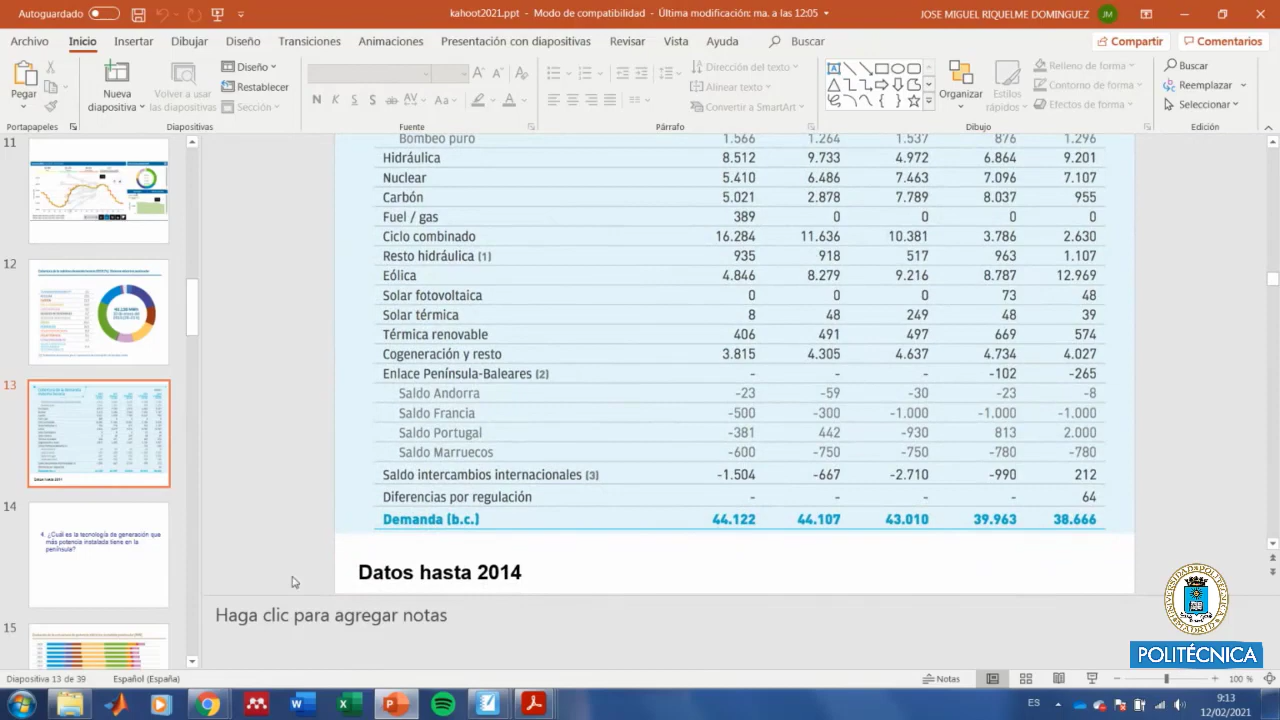 Autoguardado
kahoot2021.ppt - Modo de compatibilidad - Última modificación: ma. a las 12:05
JOSE MIGUEL RIQUELME DOMINGUEZ JM
Archivo Inicio Insertar Dibujar Diseño Transiciones Animaciones Presentación con diapositivas Revisar Vista Ayuda Buscar Compartir Comentarios
Pegar
Nueva diapositiva
Volver a usar las diapositivas
Diseño
Restablecer
Sección
N K S S ab AV Aa A
Dirección del texto
Alinear texto
Convertir a SmartArt
Organizar
Estilos rápidos
Relleno de forma
Contorno de forma
Efectos de forma
Buscar
Reemplazar
Seleccionar
Portapapeles Diapositivas Fuente Párrafo Dibujo Edición
11
12
13
Datos hasta 2014
14
4. ¿Cuál es la tecnología de generación que
más potencia instalada tiene en la
península?
15
Bombeo puro 1.566 1.264 1.537 876 1.296
Hidráulica 8.512 9.733 4.972 6.864 9.201
Nuclear 5.410 6.486 7.463 7.096 7.107
Carbón 5.021 2.878 7.789 8.037 955
Fuel / gas 389 0 0 0 0
Ciclo combinado 16.284 11.636 10.381 3.786 2.630
Resto hidráulica (1) 935 918 517 963 1.107
Eólica 4.846 8.279 9.216 8.787 12.969
Solar fotovoltaica 0 73 48
Solar térmica 0 48 200 48 39
Térmica renovable 491 669 574
Cogeneración y resto 3.815 4.305 4.637 4.734 4.027
Enlace Península-Baleares (2) - - - -102 -265
Saldo Andorra -59 -30 -23 -8
Saldo Francia -500 -300 -1.000 -1.000 -1.000
Saldo Portugal -381 442 813 2.000
Saldo Marruecos -600 -750 -750 -780 -780
Saldo intercambios internacionales (3) -1.504 -667 -2.710 -990 212
Diferencias por regulación - - - - 64
Demanda (b.c.) 44.122 44.107 43.010 39.963 38.666
Datos hasta 2014
Haga clic para agregar notas
POLITÉCNICA
Diapositiva 13 de 39 Español (España) Notas 100 %
ES 9:13
12/02/2021